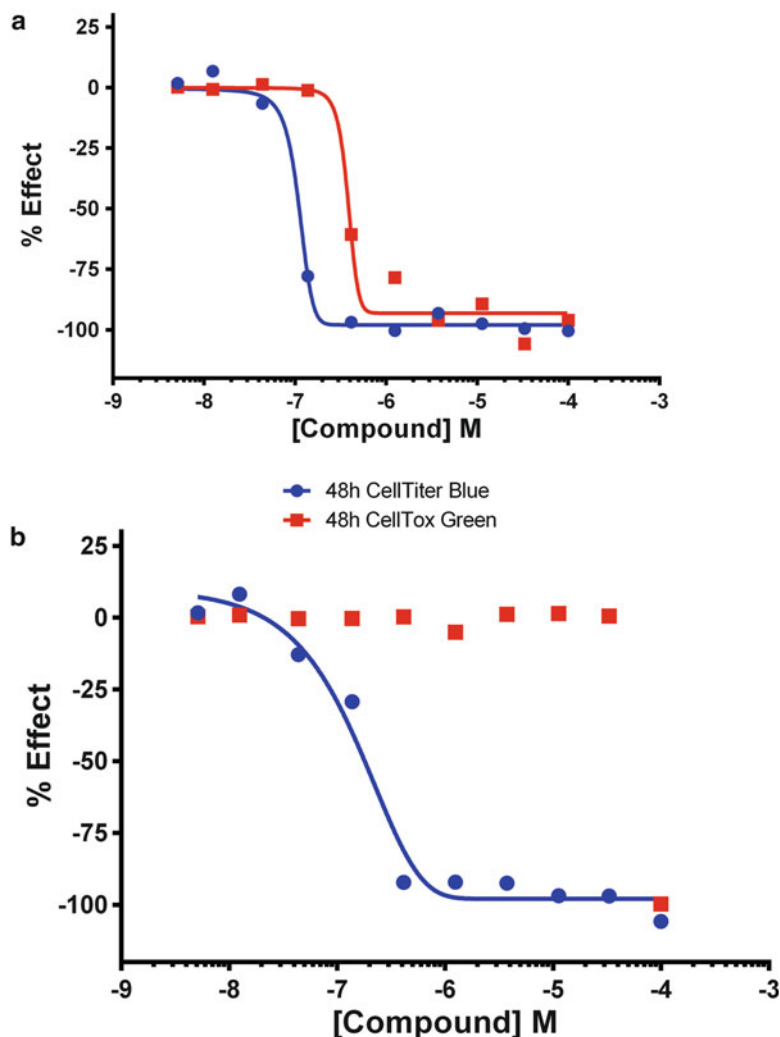 a
25
0
-25
-50
-75
-100
% Effect
-9 -8 -7 -6 -5 -4 -3
[Compound] M
48h CellTiter Blue
48h CellTox Green
b
25
0
-25
-50
-75
-100
% Effect
-9 -8 -7 -6 -5 -4 -3
[Compound] M